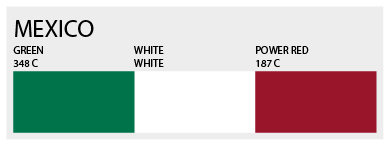 MEXICO
GREEN WHITE POWER RED
348 C WHITE 187 C